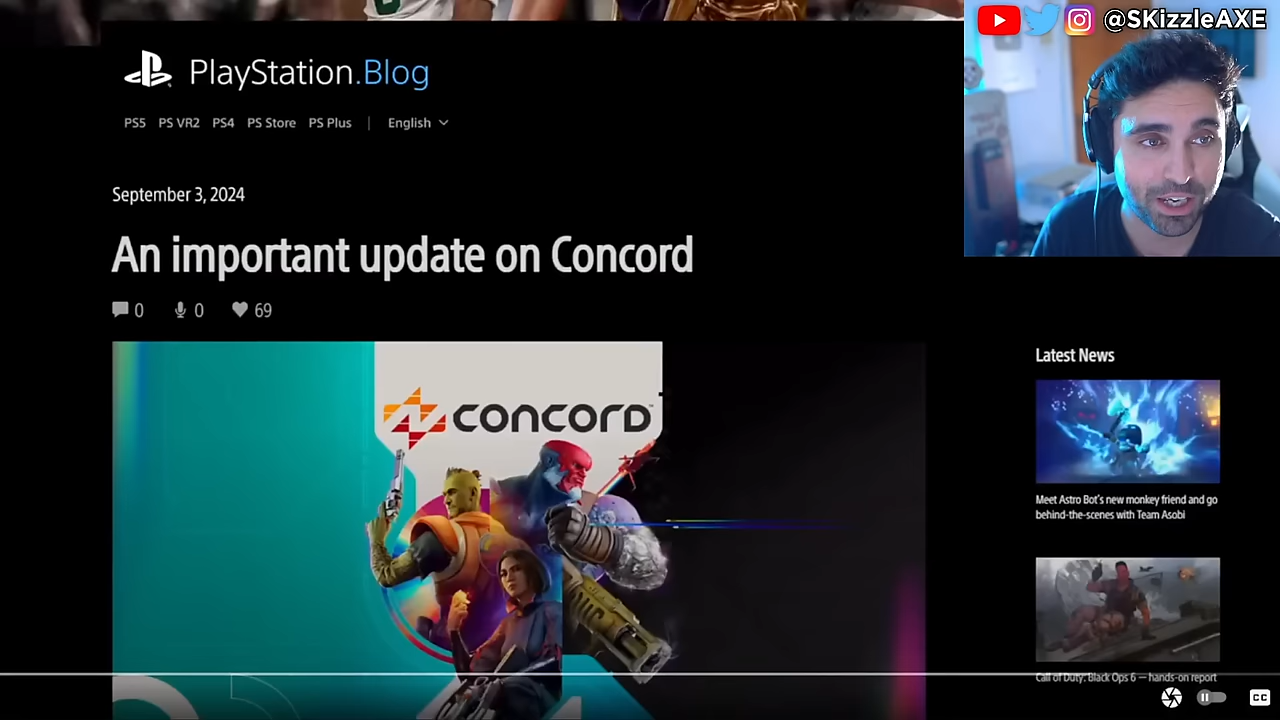 @SKizzleAXE
PlayStation.Blog
PS5 PS VR2 PS4 PS Store PS Plus | English
September 3, 2024
An important update on Concord
0 0 69
CONCORD
Latest News
Meet Astro Bot's new monkey friend and go
behind-the-scenes with Team Asobi
Call of Duty: Black Ops 6 — hands-on report
CC